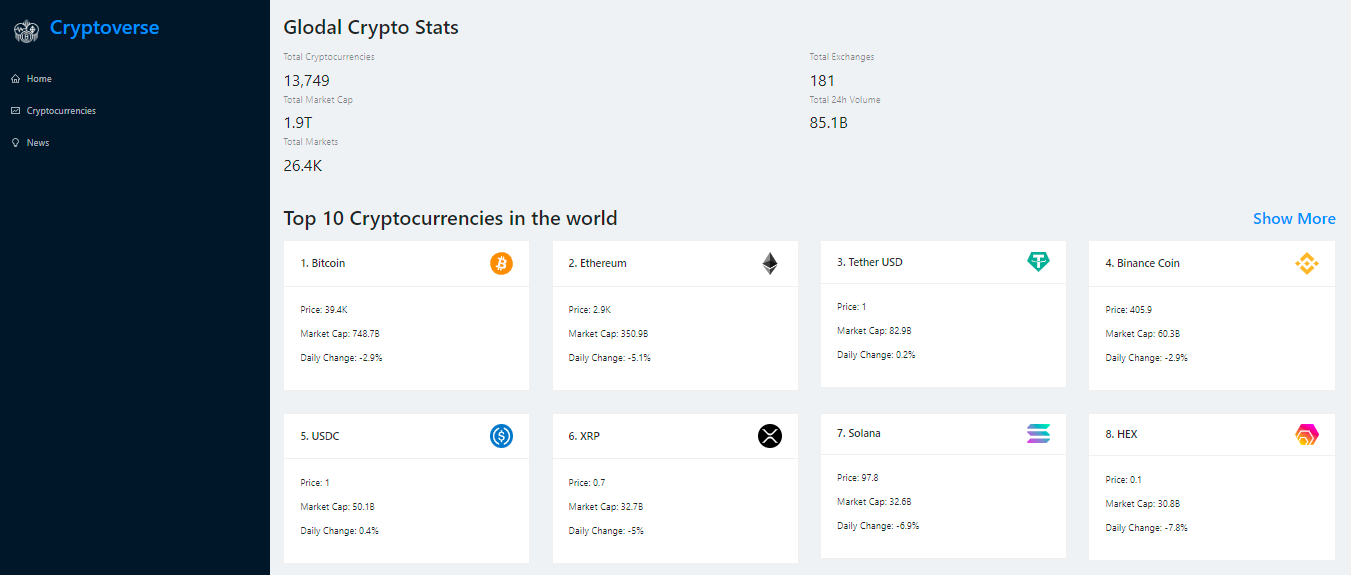 Cryptoverse
Home
Cryptocurrencies
News
Glodal Crypto Stats
Total Cryptocurrencies
13,749
Total Exchanges
181
Total Market Cap
1.9T
Total 24h Volume
85.1B
Total Markets
26.4K
Top 10 Cryptocurrencies in the world
Show More
1. Bitcoin
Price: 39.4K
Market Cap: 748.7B
Daily Change: -2.9%
2. Ethereum
Price: 2.9K
Market Cap: 350.9B
Daily Change: -5.1%
3. Tether USD
Price: 1
Market Cap: 82.9B
Daily Change: 0.2%
4. Binance Coin
Price: 405.9
Market Cap: 60.3B
Daily Change: -2.9%
5. USDC
Price: 1
Market Cap: 50.1B
Daily Change: 0.4%
6. XRP
Price: 0.7
Market Cap: 32.7B
Daily Change: -5%
7. Solana
Price: 97.8
Market Cap: 32.6B
Daily Change: -6.9%
8. HEX
Price: 0.1
Market Cap: 30.8B
Daily Change: -7.8%